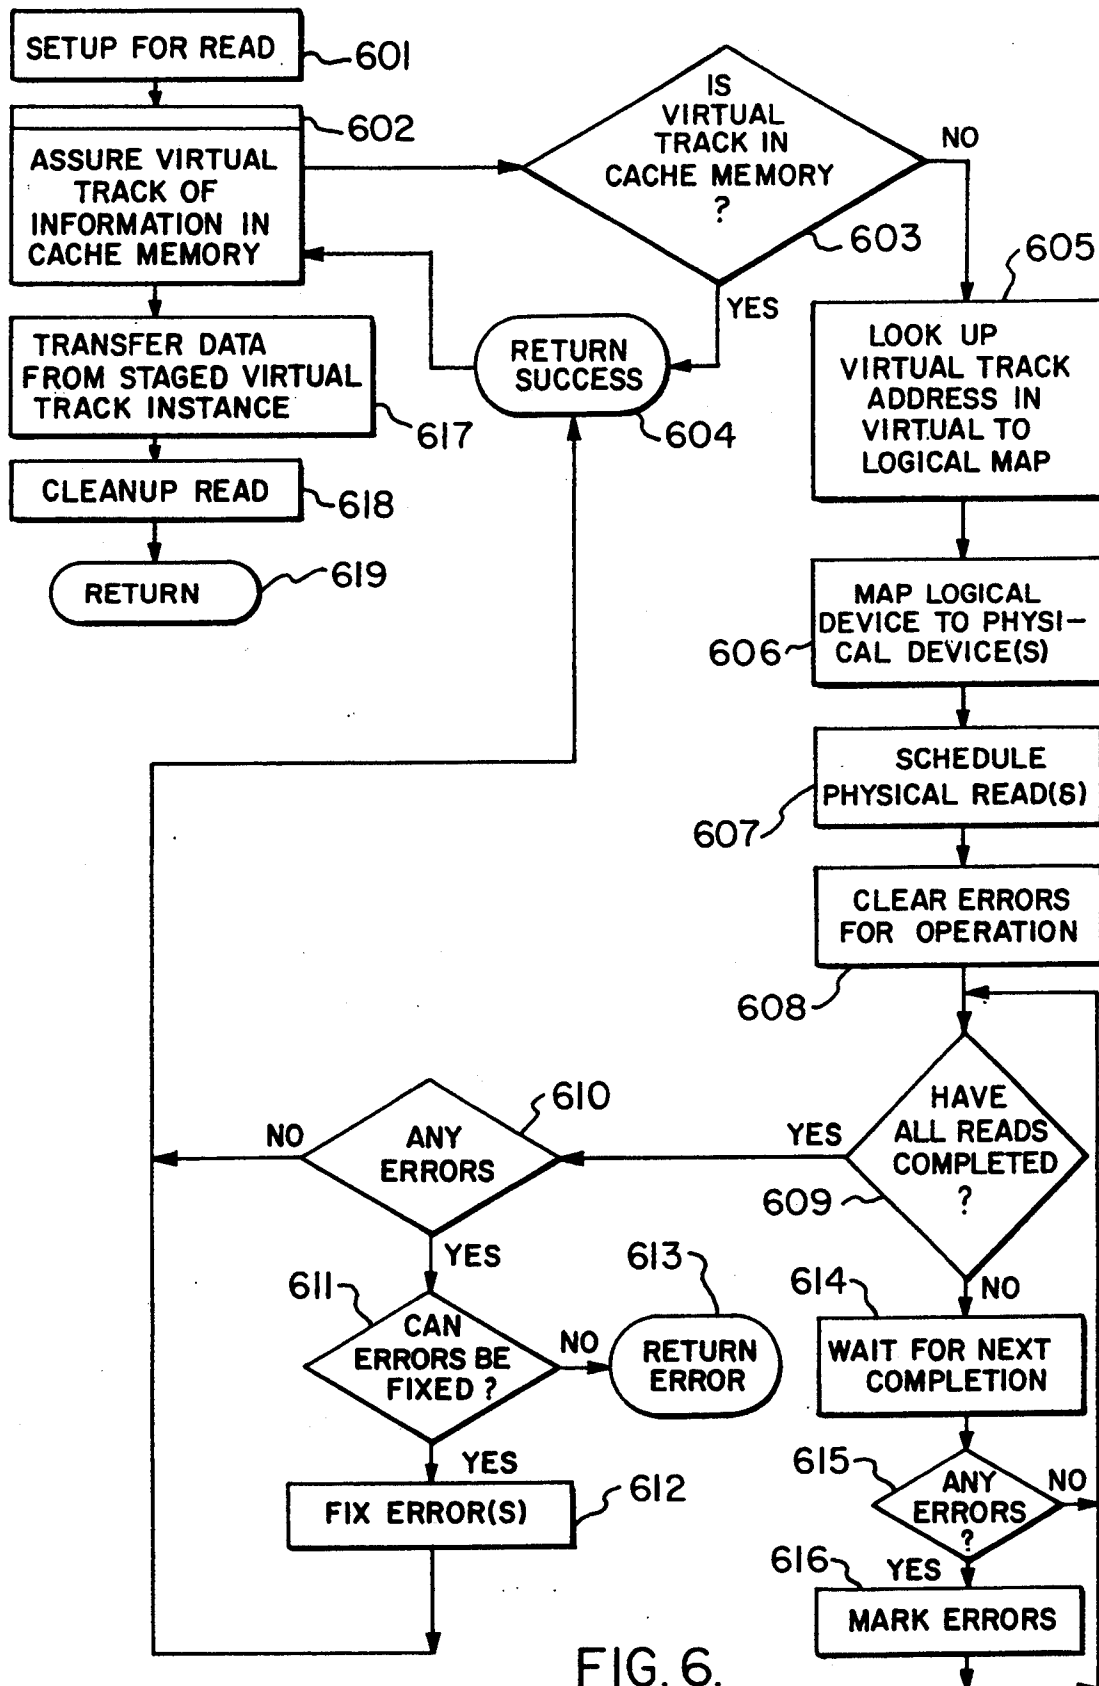 SETUP FOR READ
601
602
ASSURE VIRTUAL
TRACK OF
INFORMATION IN
CACHE MEMORY
IS
VIRTUAL
TRACK IN
CACHE MEMORY
?
NO
603
YES
RETURN
SUCCESS
604
605
LOOK UP
VIRTUAL TRACK
ADDRESS IN
VIRTUAL TO
LOGICAL MAP
TRANSFER DATA
FROM STAGED VIRTUAL
TRACK INSTANCE
617
CLEANUP READ
618
RETURN
619
MAP LOGICAL
DEVICE TO PHYSI-
CAL DEVICE(S)
606
SCHEDULE
PHYSICAL READ(S)
607
CLEAR ERRORS
FOR OPERATION
608
HAVE
ALL READS
COMPLETED
?
609
YES
NO
610
ANY
ERRORS
NO
YES
611
CAN
ERRORS BE
FIXED ?
NO
613
RETURN
ERROR
YES
FIX ERROR(S)
612
614
WAIT FOR NEXT
COMPLETION
615
ANY
ERRORS
?
NO
YES
616
MARK ERRORS
FIG. 6.